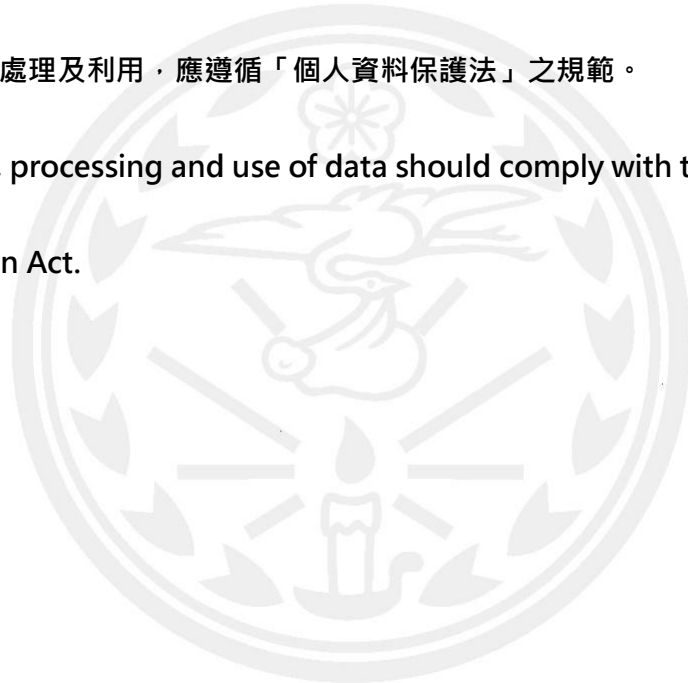 處理及利用，應遵循「個人資料保護法」之規範。
processing and use of data should comply with t
n Act.